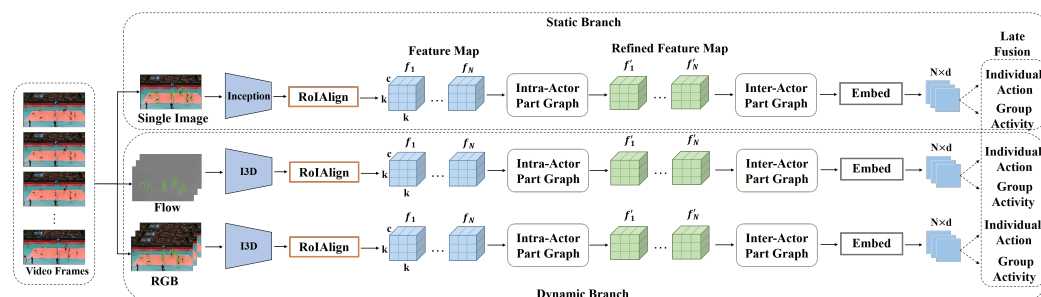 Static Branch
Late
Fusion
Feature Map
Refined Feature Map
Video Frames
Single Image
Inception
RoIAlign
c
k
k
f1
fN
... ...
Intra-Actor
Part Graph
f′1
f′N
... ...
Inter-Actor
Part Graph
Embed
N×d
Individual
Action
Group
Activity
Flow
I3D
RoIAlign
c
k
k
f1
fN
... ...
Intra-Actor
Part Graph
f′1
f′N
... ...
Inter-Actor
Part Graph
Embed
N×d
Individual
Action
Group
Activity
RGB
I3D
RoIAlign
c
k
k
f1
fN
... ...
Intra-Actor
Part Graph
f′1
f′N
... ...
Inter-Actor
Part Graph
Embed
N×d
Individual
Action
Group
Activity
Dynamic Branch